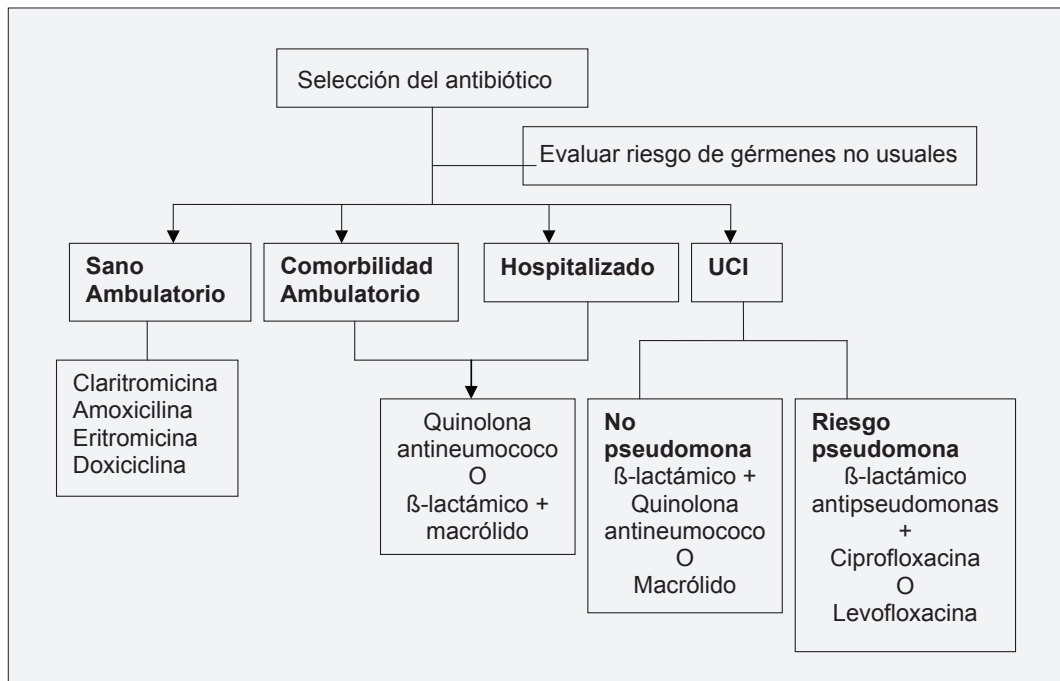 Selección del antibiótico
Evaluar riesgo de gérmenes no usuales
Sano
Ambulatorio
Comorbilidad
Ambulatorio
Hospitalizado
UCI
Claritromicina
Amoxicilina
Eritromicina
Doxiciclina
Quinolona
antineumococo
O
ß-lactámico +
macrólido
No
pseudomona
ß-lactámico +
Quinolona
antineumococo
O
Macrólido
Riesgo
pseudomona
ß-lactámico
antipseudomonas
+
Ciprofloxacina
O
Levofloxacina